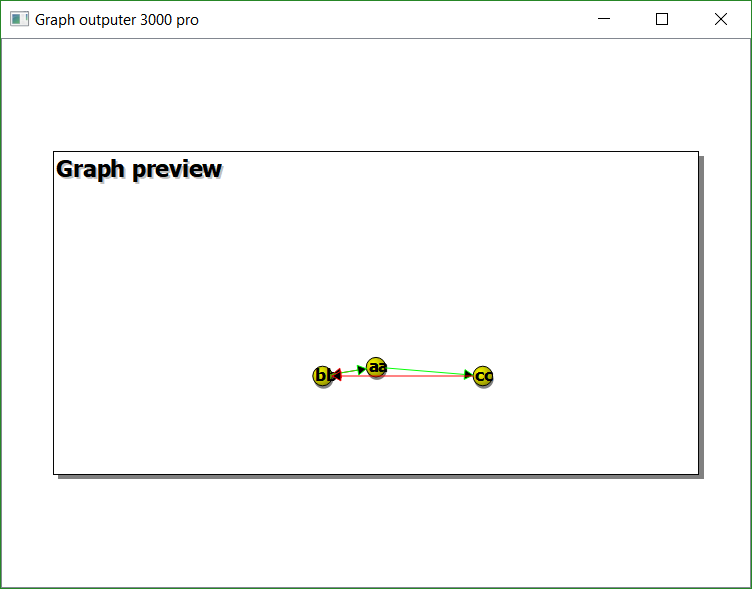 Graph outputer 3000 pro
Graph preview
bb
aa
cc